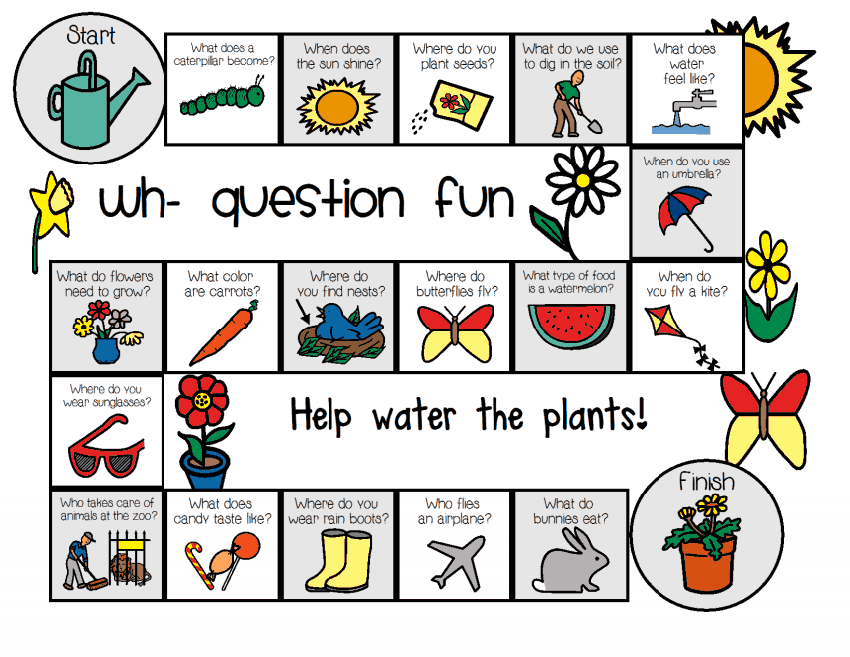 Start
What does a
caterpillar become?
When does
the sun shine?
Where do you
plant seeds?
What do we use
to dig in the soil?
What does
water
feel like?
When do you use
an umbrella?
wh- question fun
What do flowers
need to grow?
What color
are carrots?
Where do
you find nests?
Where do
butterflies fly?
What type of food
is a watermelon?
When do
you fly a kite?
Where do you
wear sunglasses?
Help water the plants!
Who takes care of
animals at the zoo?
What does
candy taste like?
Where do you
wear rain boots?
Who flies
an airplane?
What do
bunnies eat?
Finish